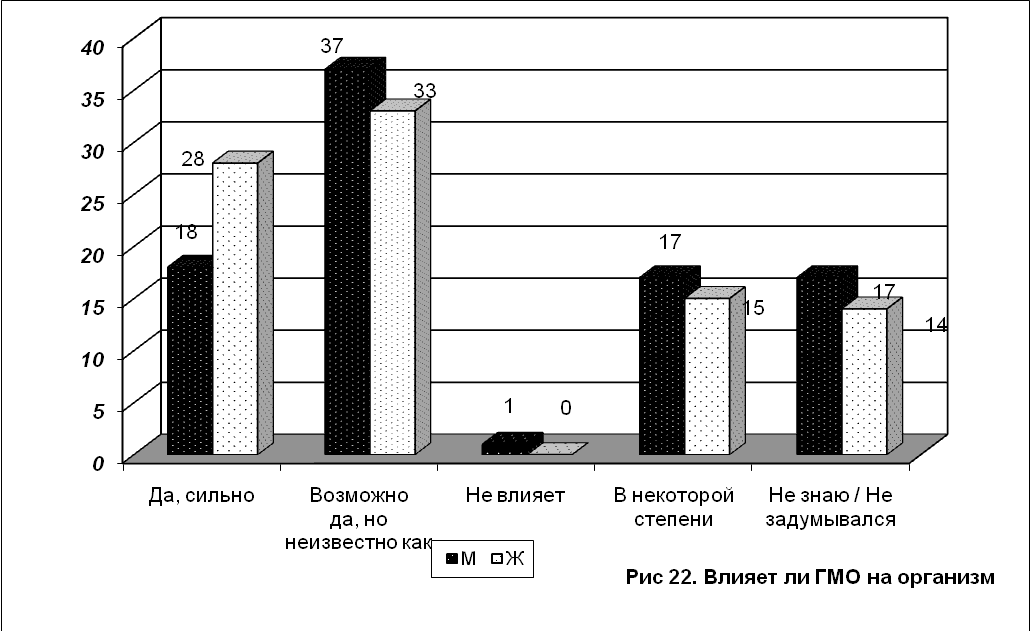 40
35
30
25
20
15
10
5
0
37
33
28
18
1
0
17
15
17
14
Да, сильно
Возможно
да, но
неизвестно как
Не влияет
В некоторой
степени
Не знаю / Не
задумывался
М Ж
Рис 22. Влияет ли ГМО на организм